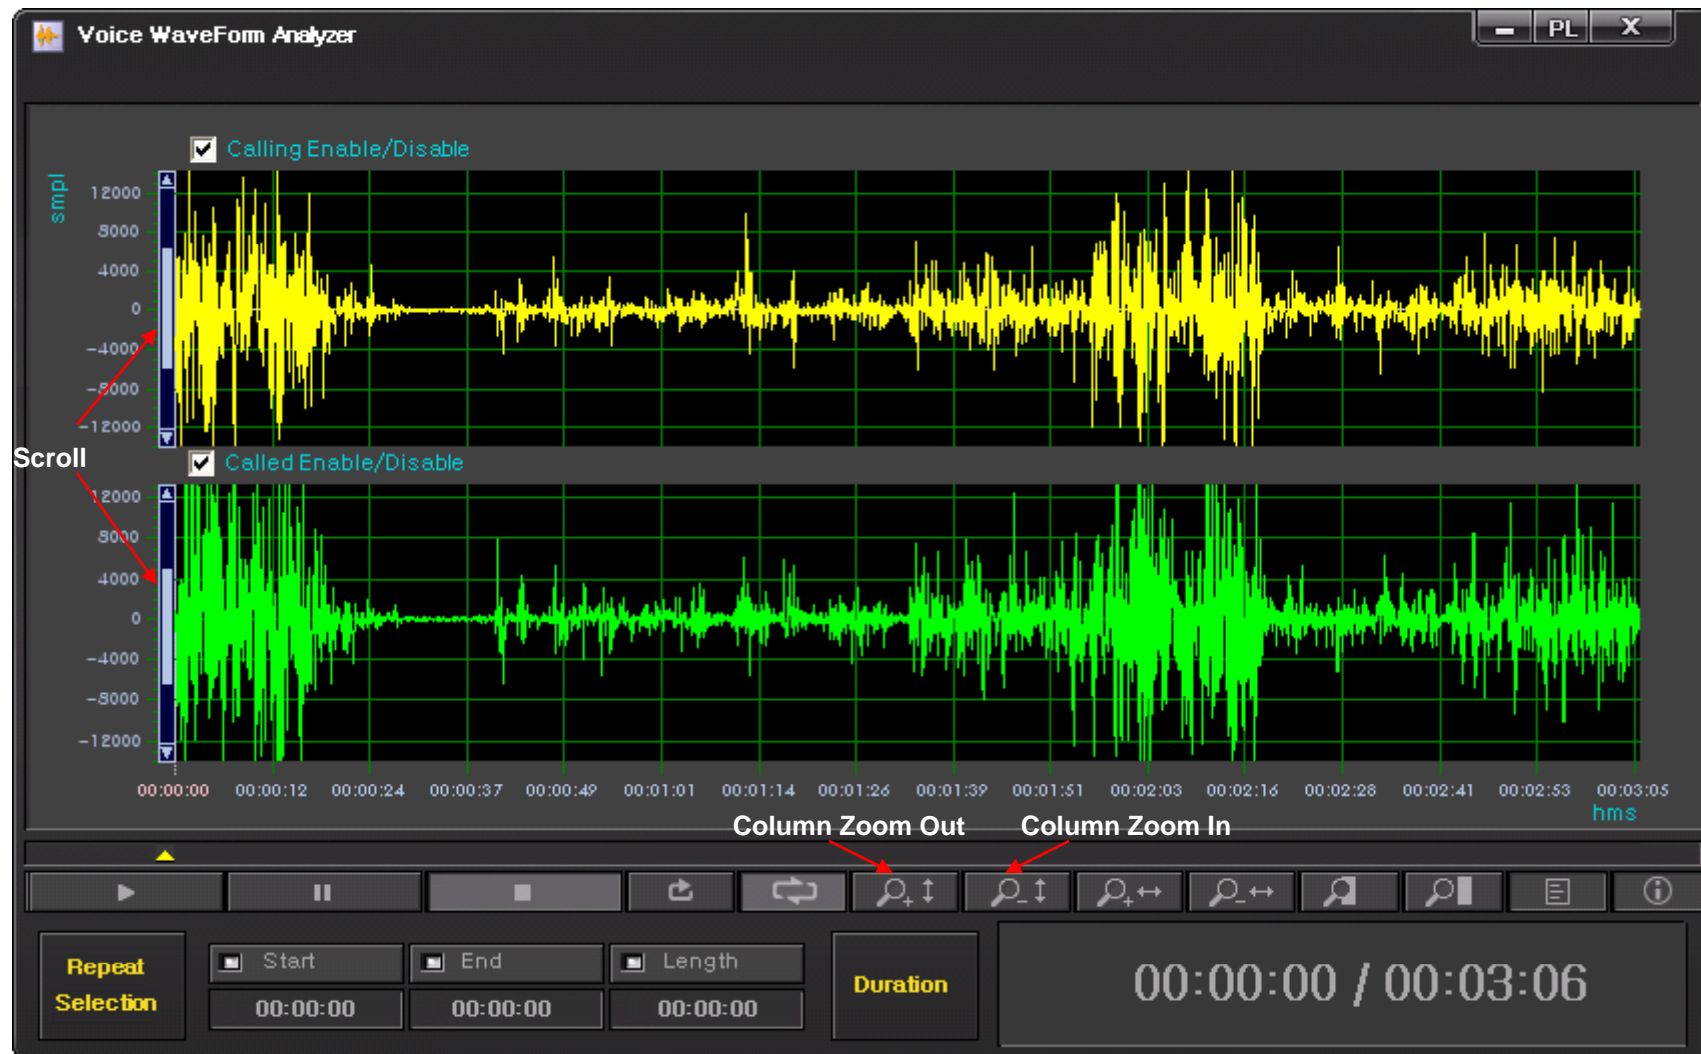 Voice WaveForm Analyzer
PL X
Calling Enable/Disable
smpl
12000
8000
4000
0
-4000
-8000
-12000
Scroll
Called Enable/Disable
12000
8000
4000
0
-4000
-8000
-12000
00:00:00 00:00:12 00:00:24 00:00:37 00:00:49 00:01:01 00:01:14 00:01:26 00:01:39 00:01:51 00:02:03 00:02:16 00:02:28 00:02:41 00:02:53 00:03:05
hms
Column Zoom Out Column Zoom In
Repeat Selection
Start End Length
00:00:00 00:00:00 00:00:00
Duration
00:00:00 / 00:03:06